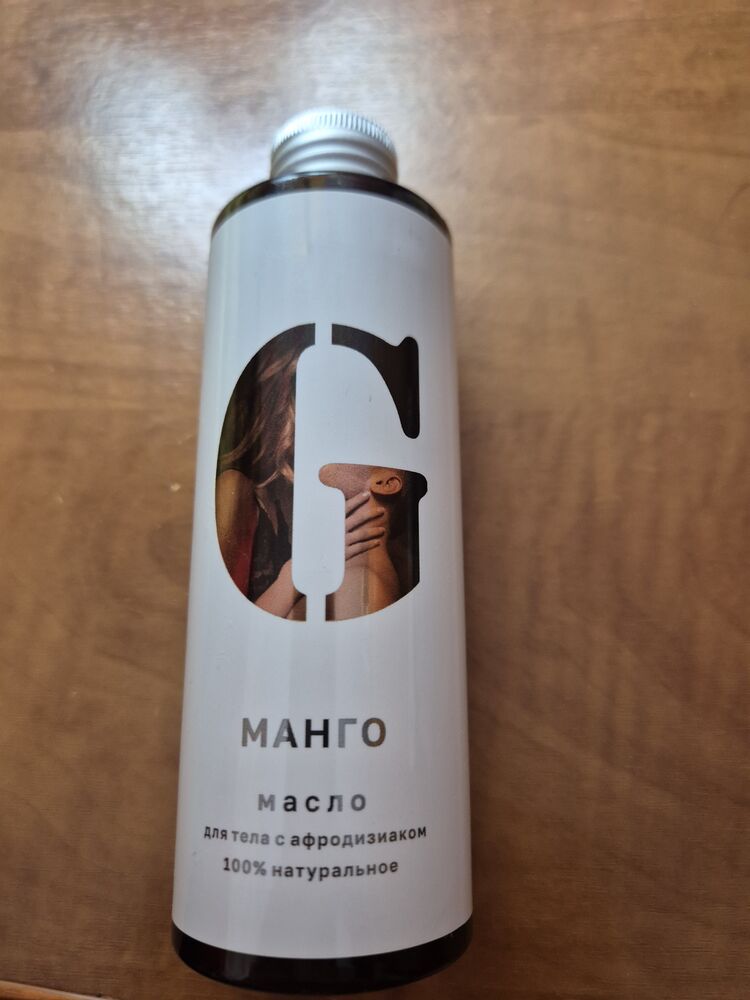 G
МАНГО
масло
для тела с афродизиаком
100% натуральное